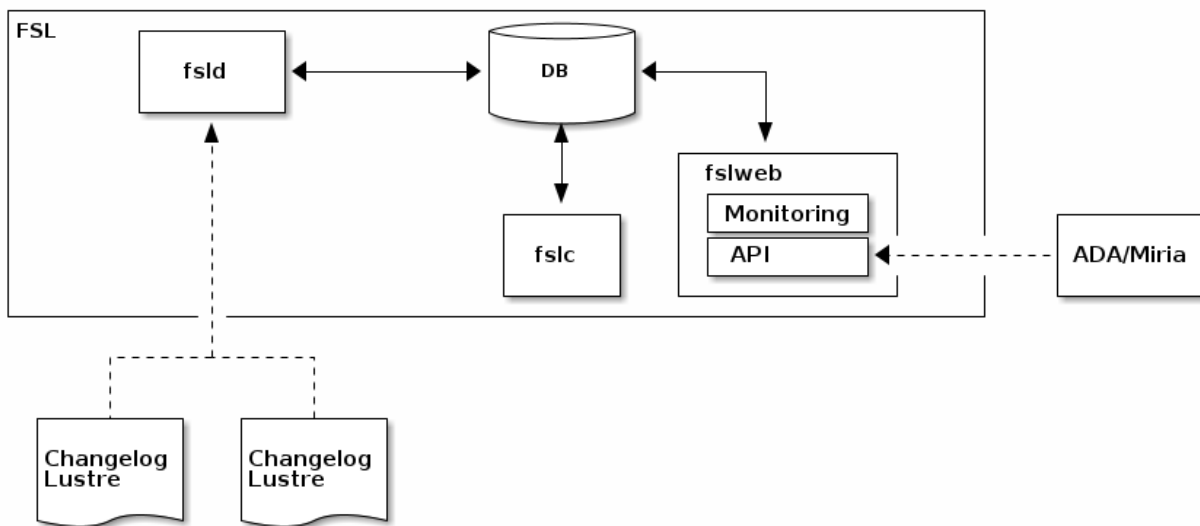 FSL
fsld
DB
fslweb
Monitoring
fslc
API
ADA/Miria
Changelog
Lustre
Changelog
Lustre